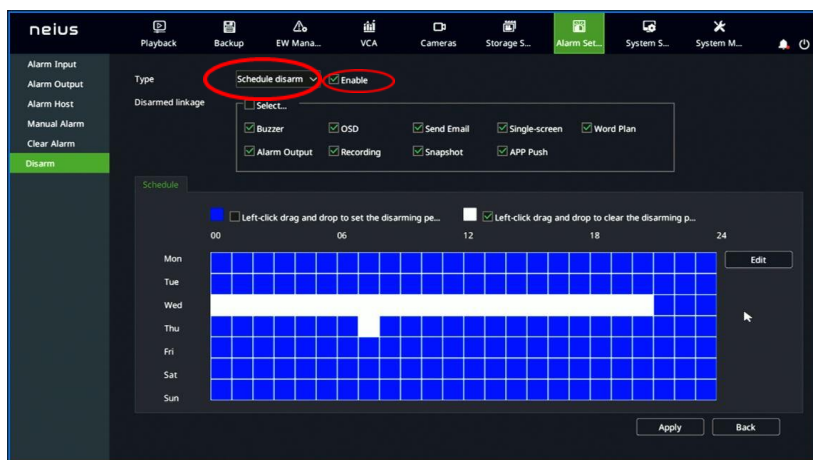 neius
Playback
Backup
EW Mana...
VCA
Cameras
Storage S...
Alarm Set...
System S...
System M...
Alarm Input
Alarm Output
Alarm Host
Manual Alarm
Clear Alarm
Disarm
Type
Schedule disarm
Enable
Disarmed linkage
Select...
Buzzer
OSD
Send Email
Single-screen
Word Plan
Alarm Output
Recording
Snapshot
APP Push
Schedule
Left-click drag and drop to set the disarming pe...
Left-click drag and drop to clear the disarming p...
00 06 12 18 24
Mon
Edit
Tue
Wed
Thu
Fri
Sat
Sun
Apply
Back